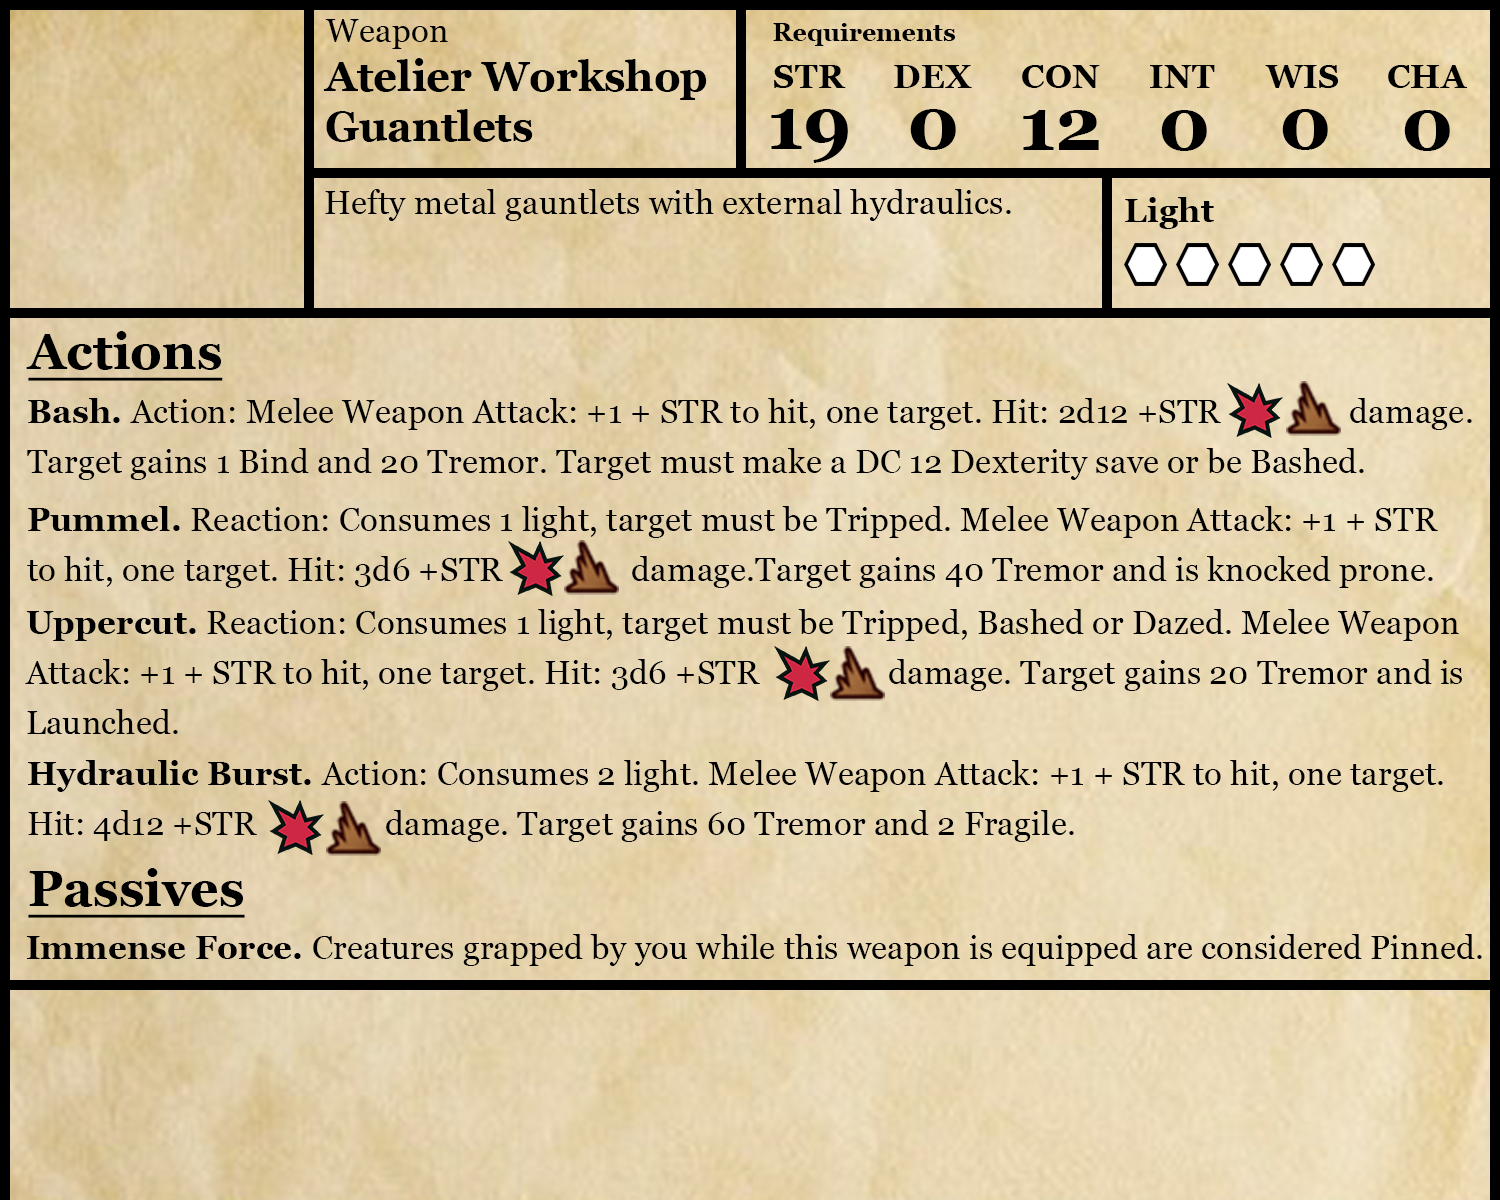 Weapon
Atelier Workshop
Guantlets
Requirements
STR DEX CON INT WIS CHA
19 0 12 0 0 0
Hefty metal gauntlets with external hydraulics.
Light
Actions
Bash. Action: Melee Weapon Attack: +1 + STR to hit, one target. Hit: 2d12 +STR damage.
Target gains 1 Bind and 20 Tremor. Target must make a DC 12 Dexterity save or be Bashed.
Pummel. Reaction: Consumes 1 light, target must be Tripped. Melee Weapon Attack: +1 + STR
to hit, one target. Hit: 3d6 +STR damage.Target gains 40 Tremor and is knocked prone.
Uppercut. Reaction: Consumes 1 light, target must be Tripped, Bashed or Dazed. Melee Weapon
Attack: +1 + STR to hit, one target. Hit: 3d6 +STR damage. Target gains 20 Tremor and is
Launched.
Hydraulic Burst. Action: Consumes 2 light. Melee Weapon Attack: +1 + STR to hit, one target.
Hit: 4d12 +STR damage. Target gains 60 Tremor and 2 Fragile.
Passives
Immense Force. Creatures grapped by you while this weapon is equipped are considered Pinned.